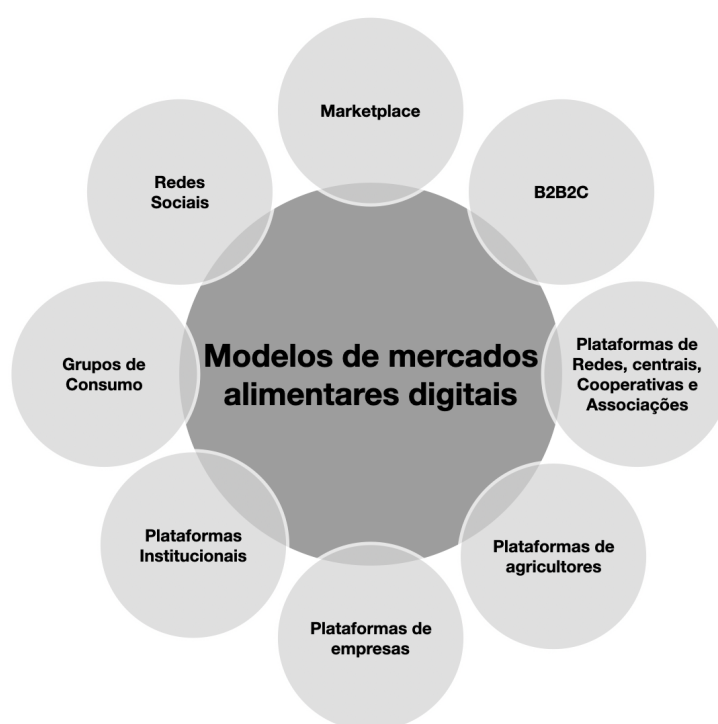 Marketplace
B2B2C
Plataformas de
Redes, centrais,
Cooperativas e
Associações
Plataformas de
agricultores
Plataformas de
empresas
Plataformas
Institucionais
Grupos de
Consumo
Redes
Sociais
Modelos de mercados
alimentares digitais